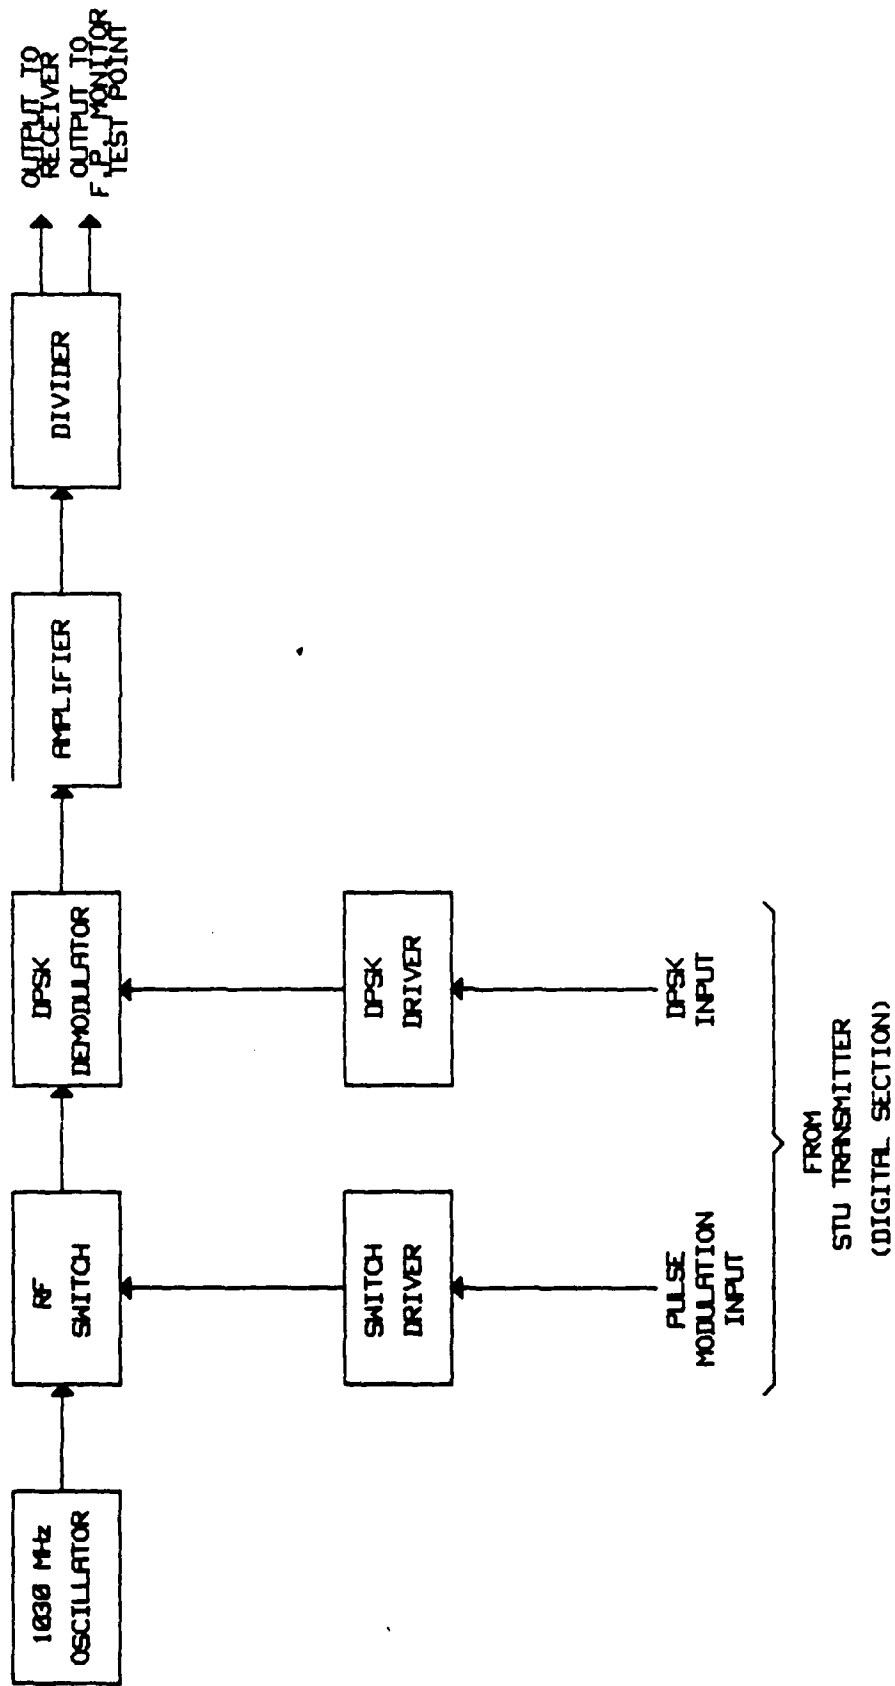 1030 MHz
OSCILLATOR
RF
SWITCH
DPSK
DEMODULATOR
AMPLIFIER
DIVIDER
OUTPUT TO
RECEIVER
OUTPUT TO
F.P. MONITOR
TEST POINT
SWITCH
DRIVER
DPSK
DRIVER
PULSE
MODULATION
INPUT
DPSK
INPUT
FROM
STU TRANSMITTER
(DIGITAL SECTION)